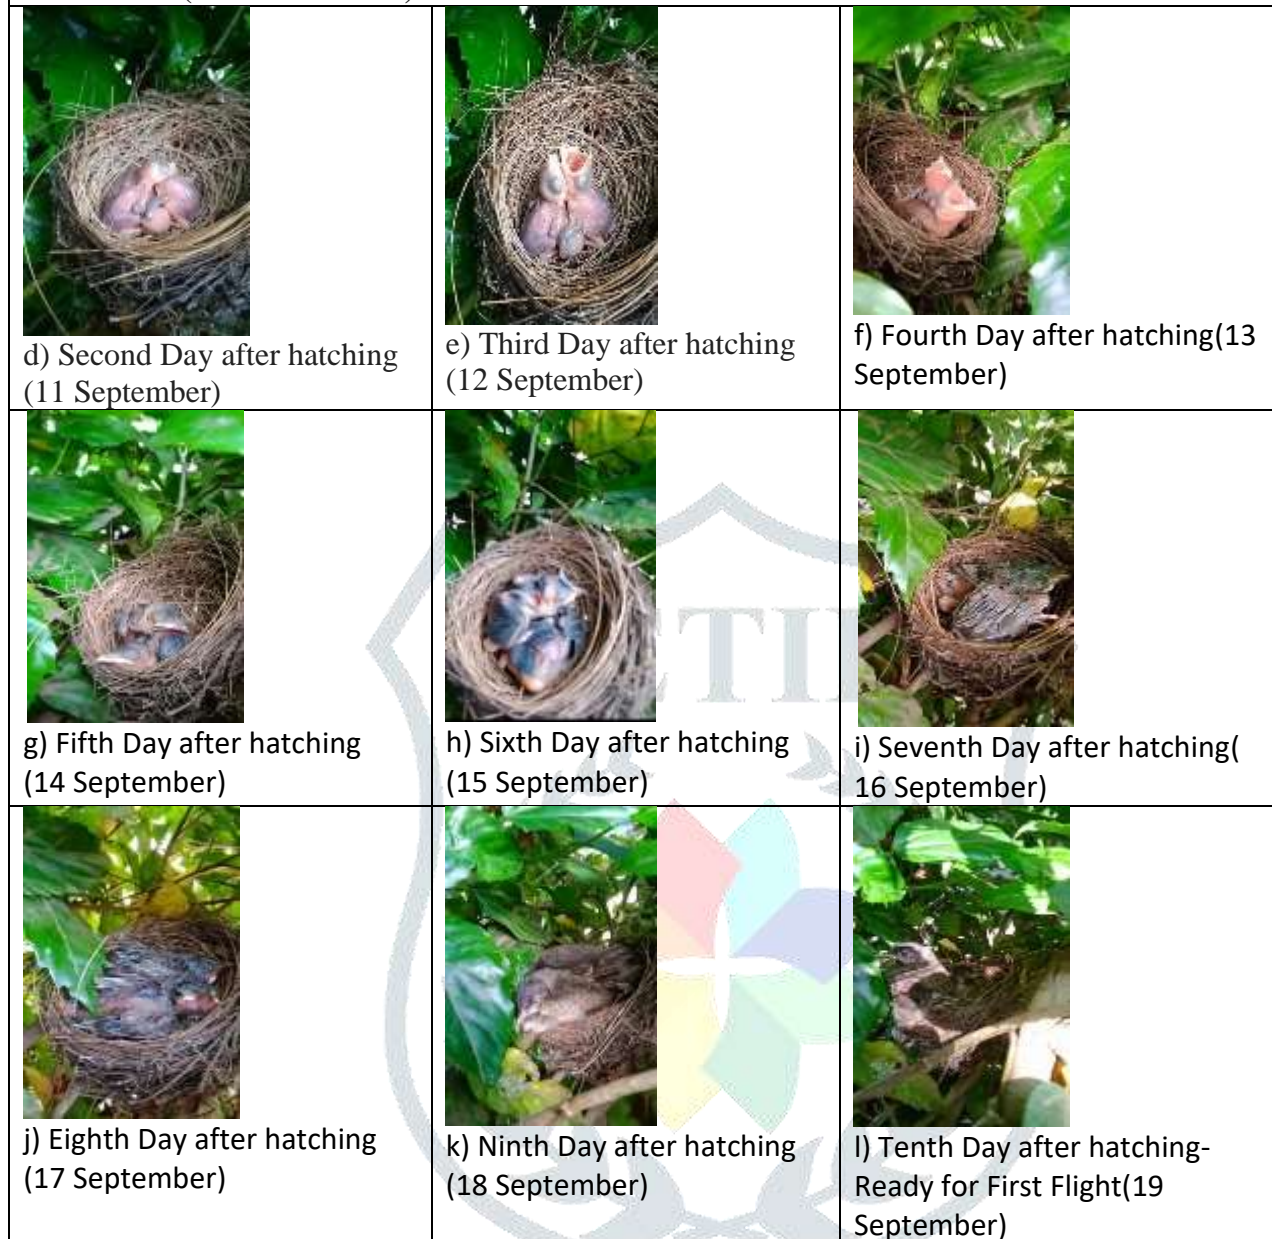 d) Second Day after hatching
(11 September)
e) Third Day after hatching
(12 September)
f) Fourth Day after hatching(13
September)
g) Fifth Day after hatching
(14 September)
h) Sixth Day after hatching
(15 September)
i) Seventh Day after hatching(
16 September)
j) Eighth Day after hatching
(17 September)
k) Ninth Day after hatching
(18 September)
l) Tenth Day after hatching-
Ready for First Flight(19
September)